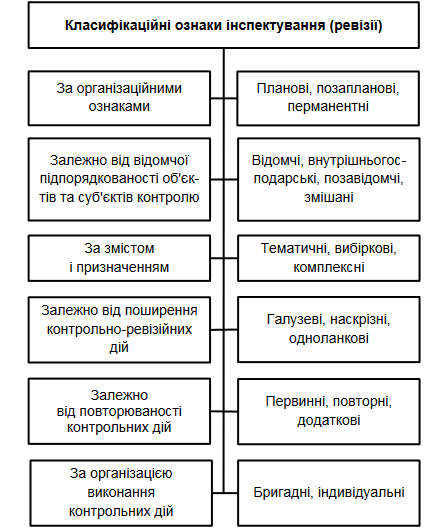 Класифікаційні ознаки інспектування (ревізії)
За організаційними
ознаками
Планові, позапланові,
перманентні
Залежно від відомчої
підпорядкованості об'єк-
тів та суб'єктів контролю
Відомчі, внутрішньогос-
подарські, позавідомчі,
змішані
За змістом
і призначенням
Тематичні, вибіркові,
комплексні
Залежно від поширення
контрольно-ревізійних
дій
Галузеві, наскрізні,
одноланкові
Залежно
від повторюваності
контрольних дій
Первинні, повторні,
додаткові
За організацією
виконання
контрольних дій
Бригадні, індивідуальні